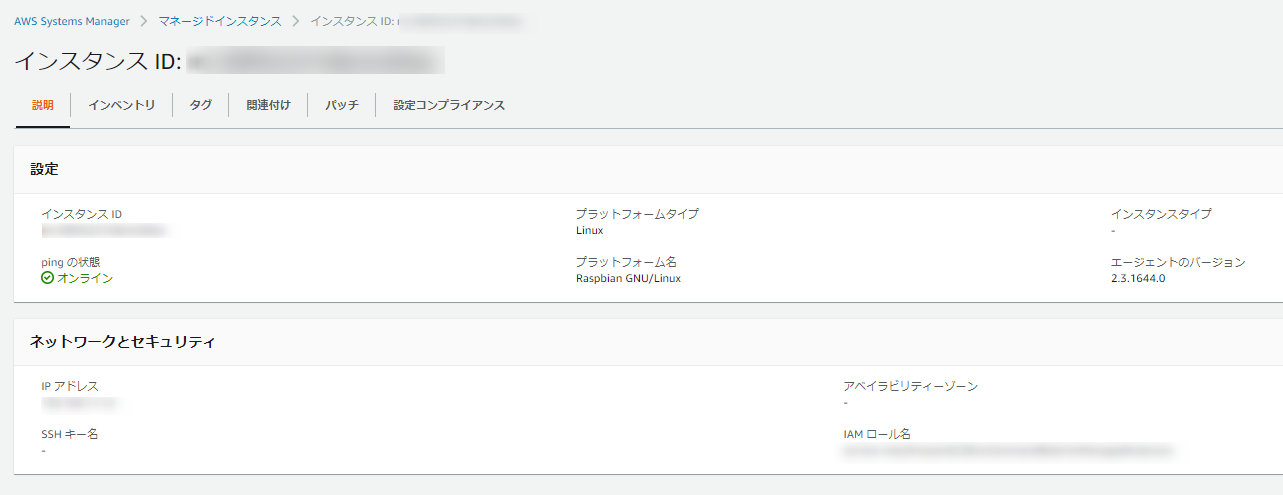 AWS Systems Manager > マネージドインスタンス > インスタンス ID:
インスタンス ID:
説明 インベントリ タグ 関連付け パッチ 設定コンプライアンス
設定
インスタンス ID プラットフォームタイプ インスタンスタイプ
Linux -
ping の状態 プラットフォーム名 エージェントのバージョン
オンライン Raspbian GNU/Linux 2.3.1644.0
ネットワークとセキュリティ
IP アドレス アベイラビリティーゾーン
-
SSH キー名 IAM ロール名
-